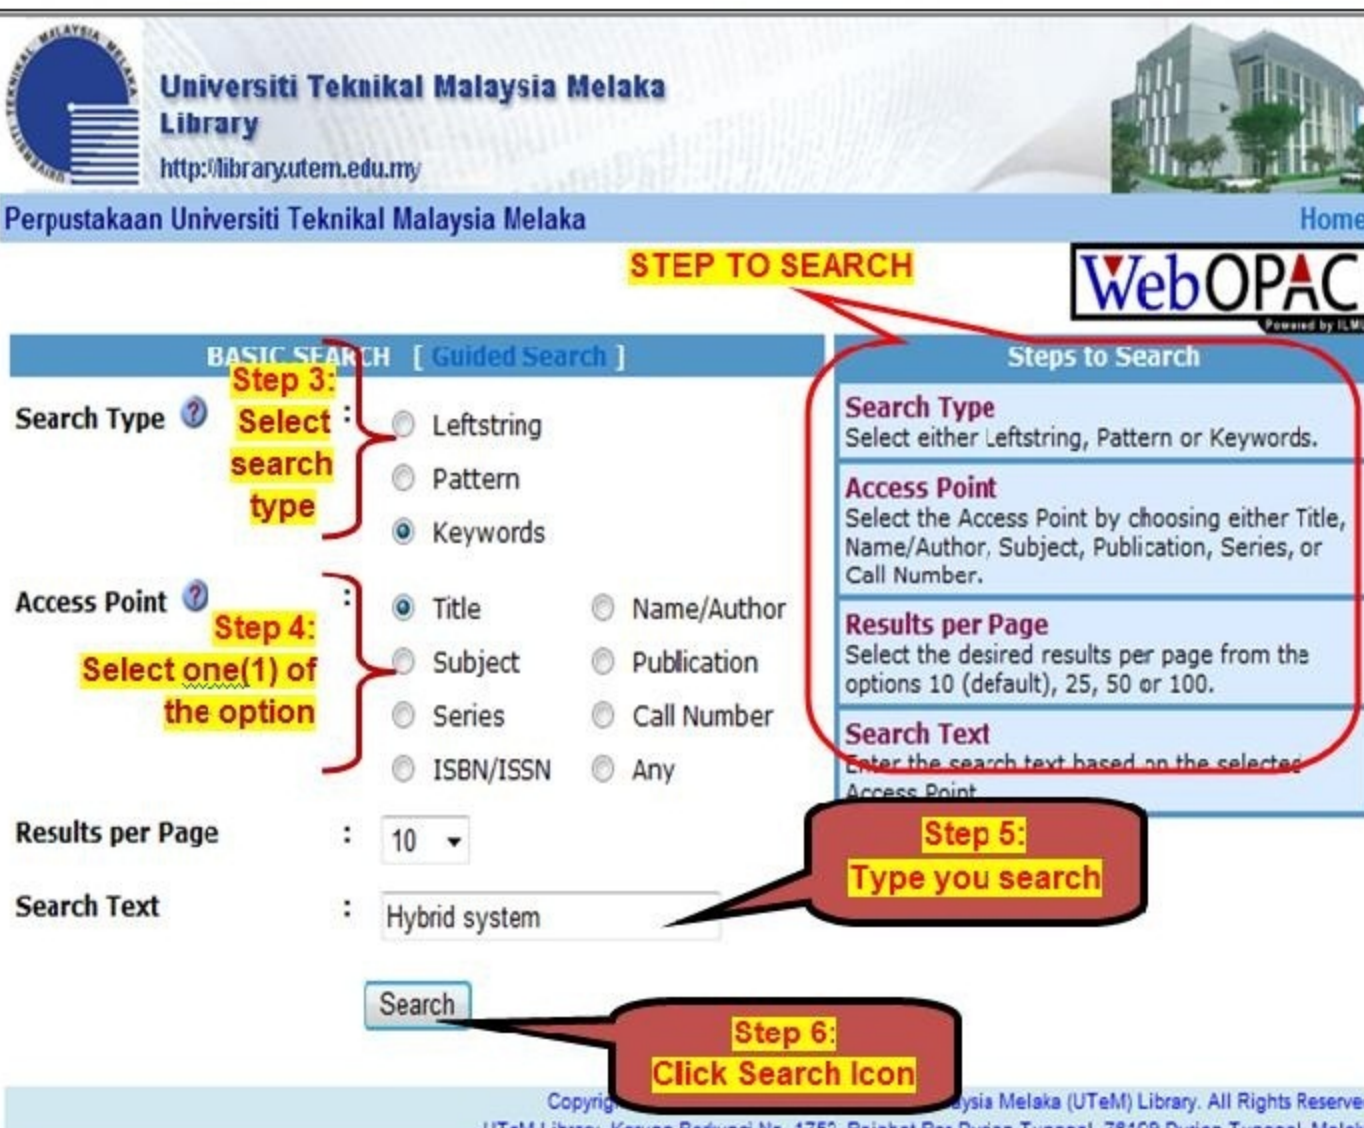 UNIVERSITI TEKNIKAL MALAYSIA MELAKA
Universiti Teknikal Malaysia Melaka
Library
http://library.utem.edu.my
Perpustakaan Universiti Teknikal Malaysia Melaka
Home
STEP TO SEARCH
WebOPAC
Powered by ILMU
BASIC SEARCH [ Guided Search ]
Step 3:
Select
search
type
Search Type :
Leftstring
Pattern
Keywords
Access Point :
Step 4:
Select one(1) of
the option
Title Name/Author
Subject Publication
Series Call Number
ISBN/ISSN Any
Results per Page : 10
Search Text : Hybrid system
Search
Steps to Search
Search Type
Select either Leftstring, Pattern or Keywords.
Access Point
Select the Access Point by choosing either Title,
Name/Author, Subject, Publication, Series, or
Call Number.
Results per Page
Select the desired results per page from the
options 10 (default), 25, 50 or 100.
Search Text
Enter the search text based on the selected
Access Point
Step 5:
Type you search
Step 6:
Click Search Icon
Melaka (UTeM) Library. All Rights Reserve